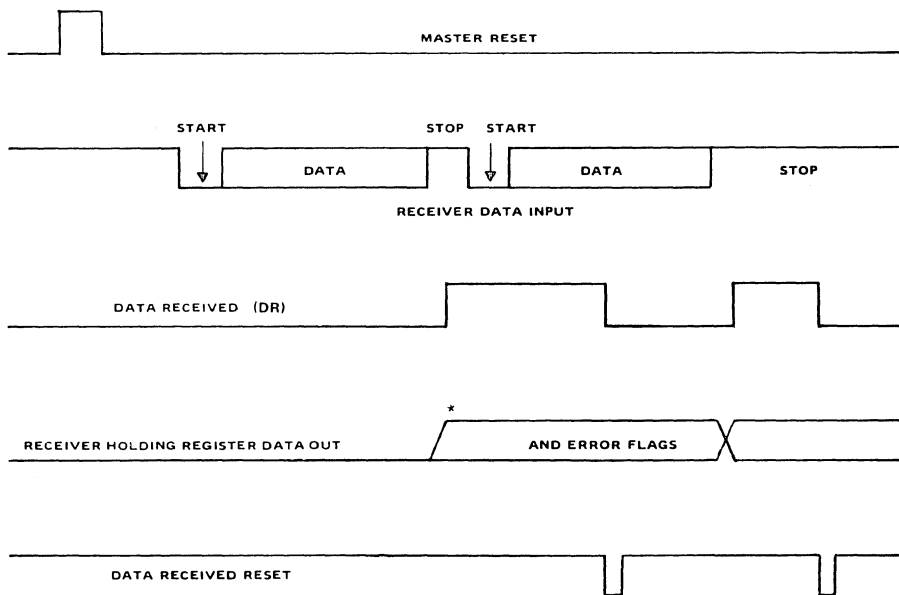 MASTER RESET
START STOP START
DATA DATA STOP
RECEIVER DATA INPUT
DATA RECEIVED (DR)
*
RECEIVER HOLDING REGISTER DATA OUT AND ERROR FLAGS
DATA RECEIVED RESET